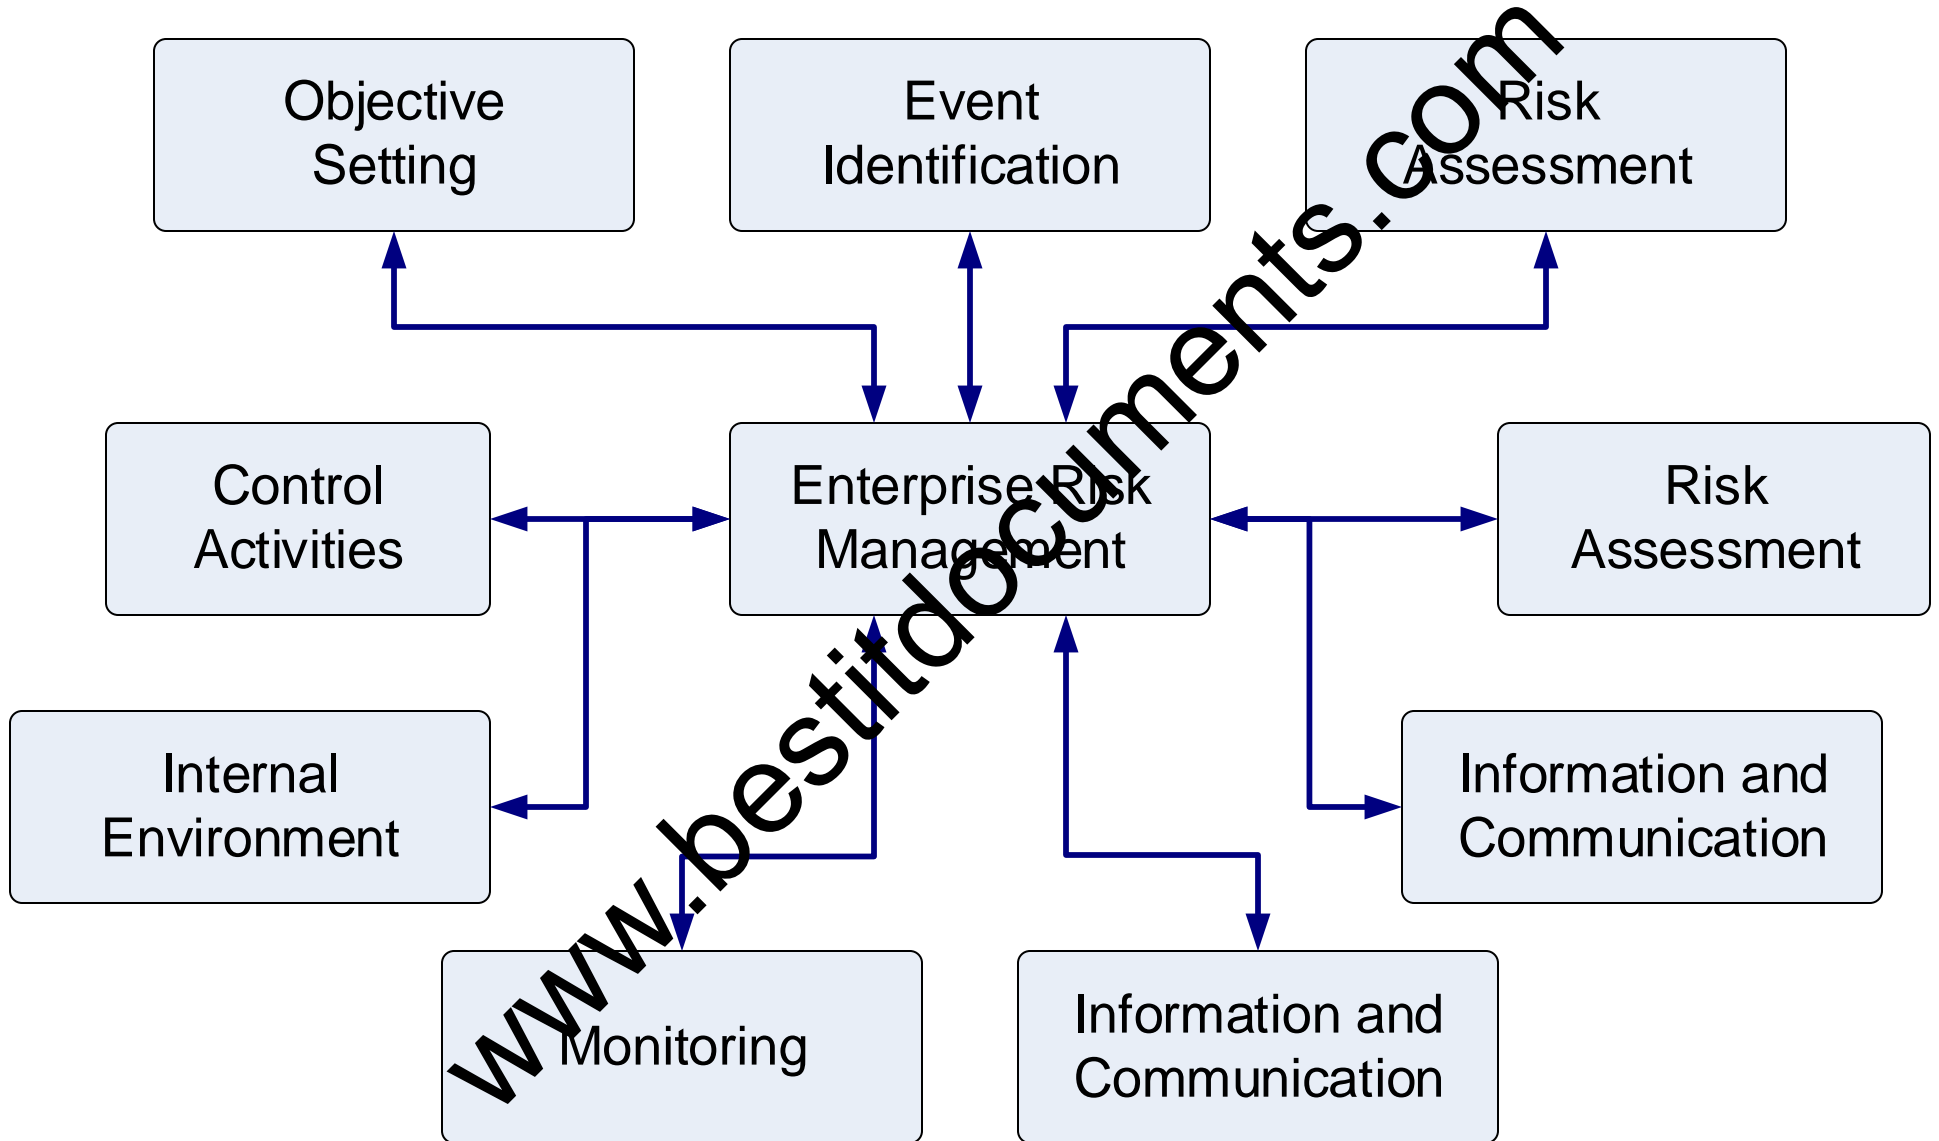 Objective
Setting
Event
Identification
Risk
Assessment
Control
Activities
Enterprise Risk
Management
Risk
Assessment
Internal
Environment
Information and
Communication
Monitoring
Information and
Communication
www.bestitdocuments.com